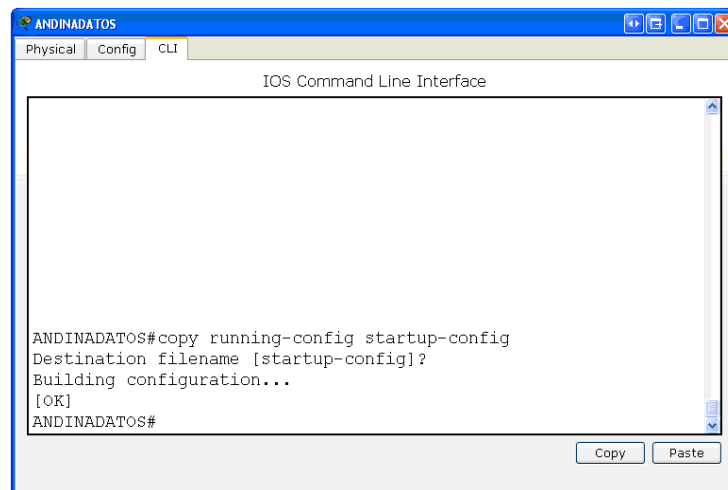 ANDINADATOS
Physical Config CLI
IOS Command Line Interface
ANDINADATOS#copy running-config startup-config
Destination filename [startup-config]?
Building configuration...
[OK]
ANDINADATOS#
Copy Paste